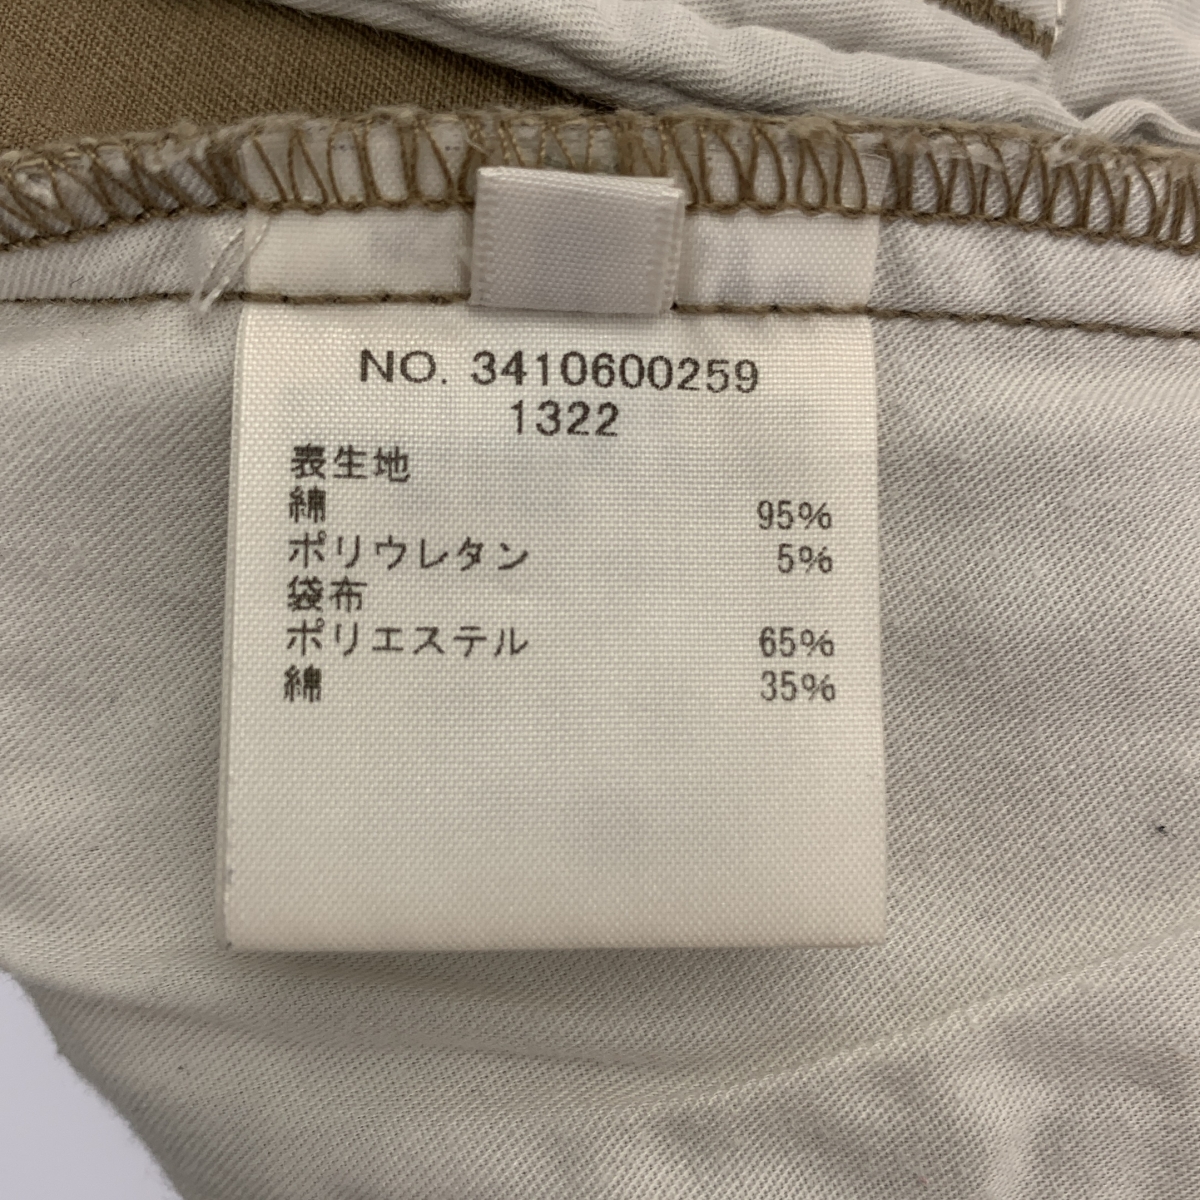 NO. 3410600259
1322
表生地
綿 95%
ポリウレタン 5%
袋布
ポリエステル 65%
綿 35%